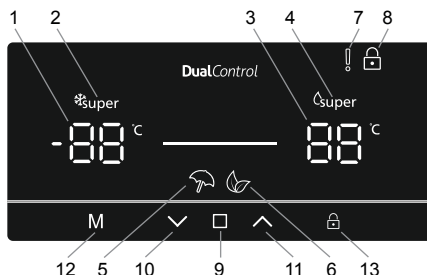 1 2 3 4 7 8
DualControl
super super
-88 °C 88 °C
M
12 5 10 9 11 6 13